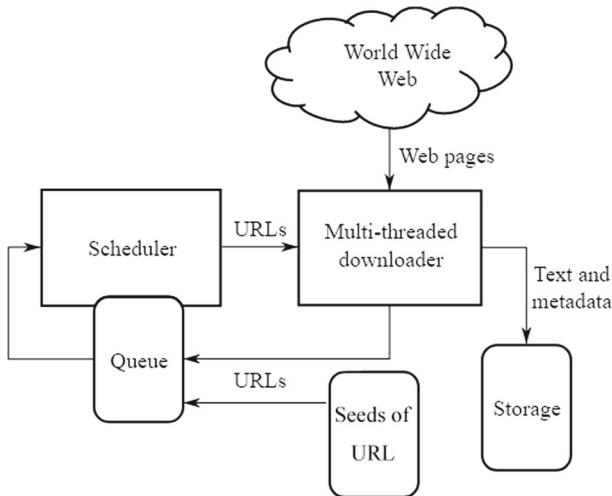 World Wide
Web
Web pages
Scheduler
URLs
Multi-threaded
downloader
Text and
metadata
Queue
URLs
Seeds of
URL
Storage